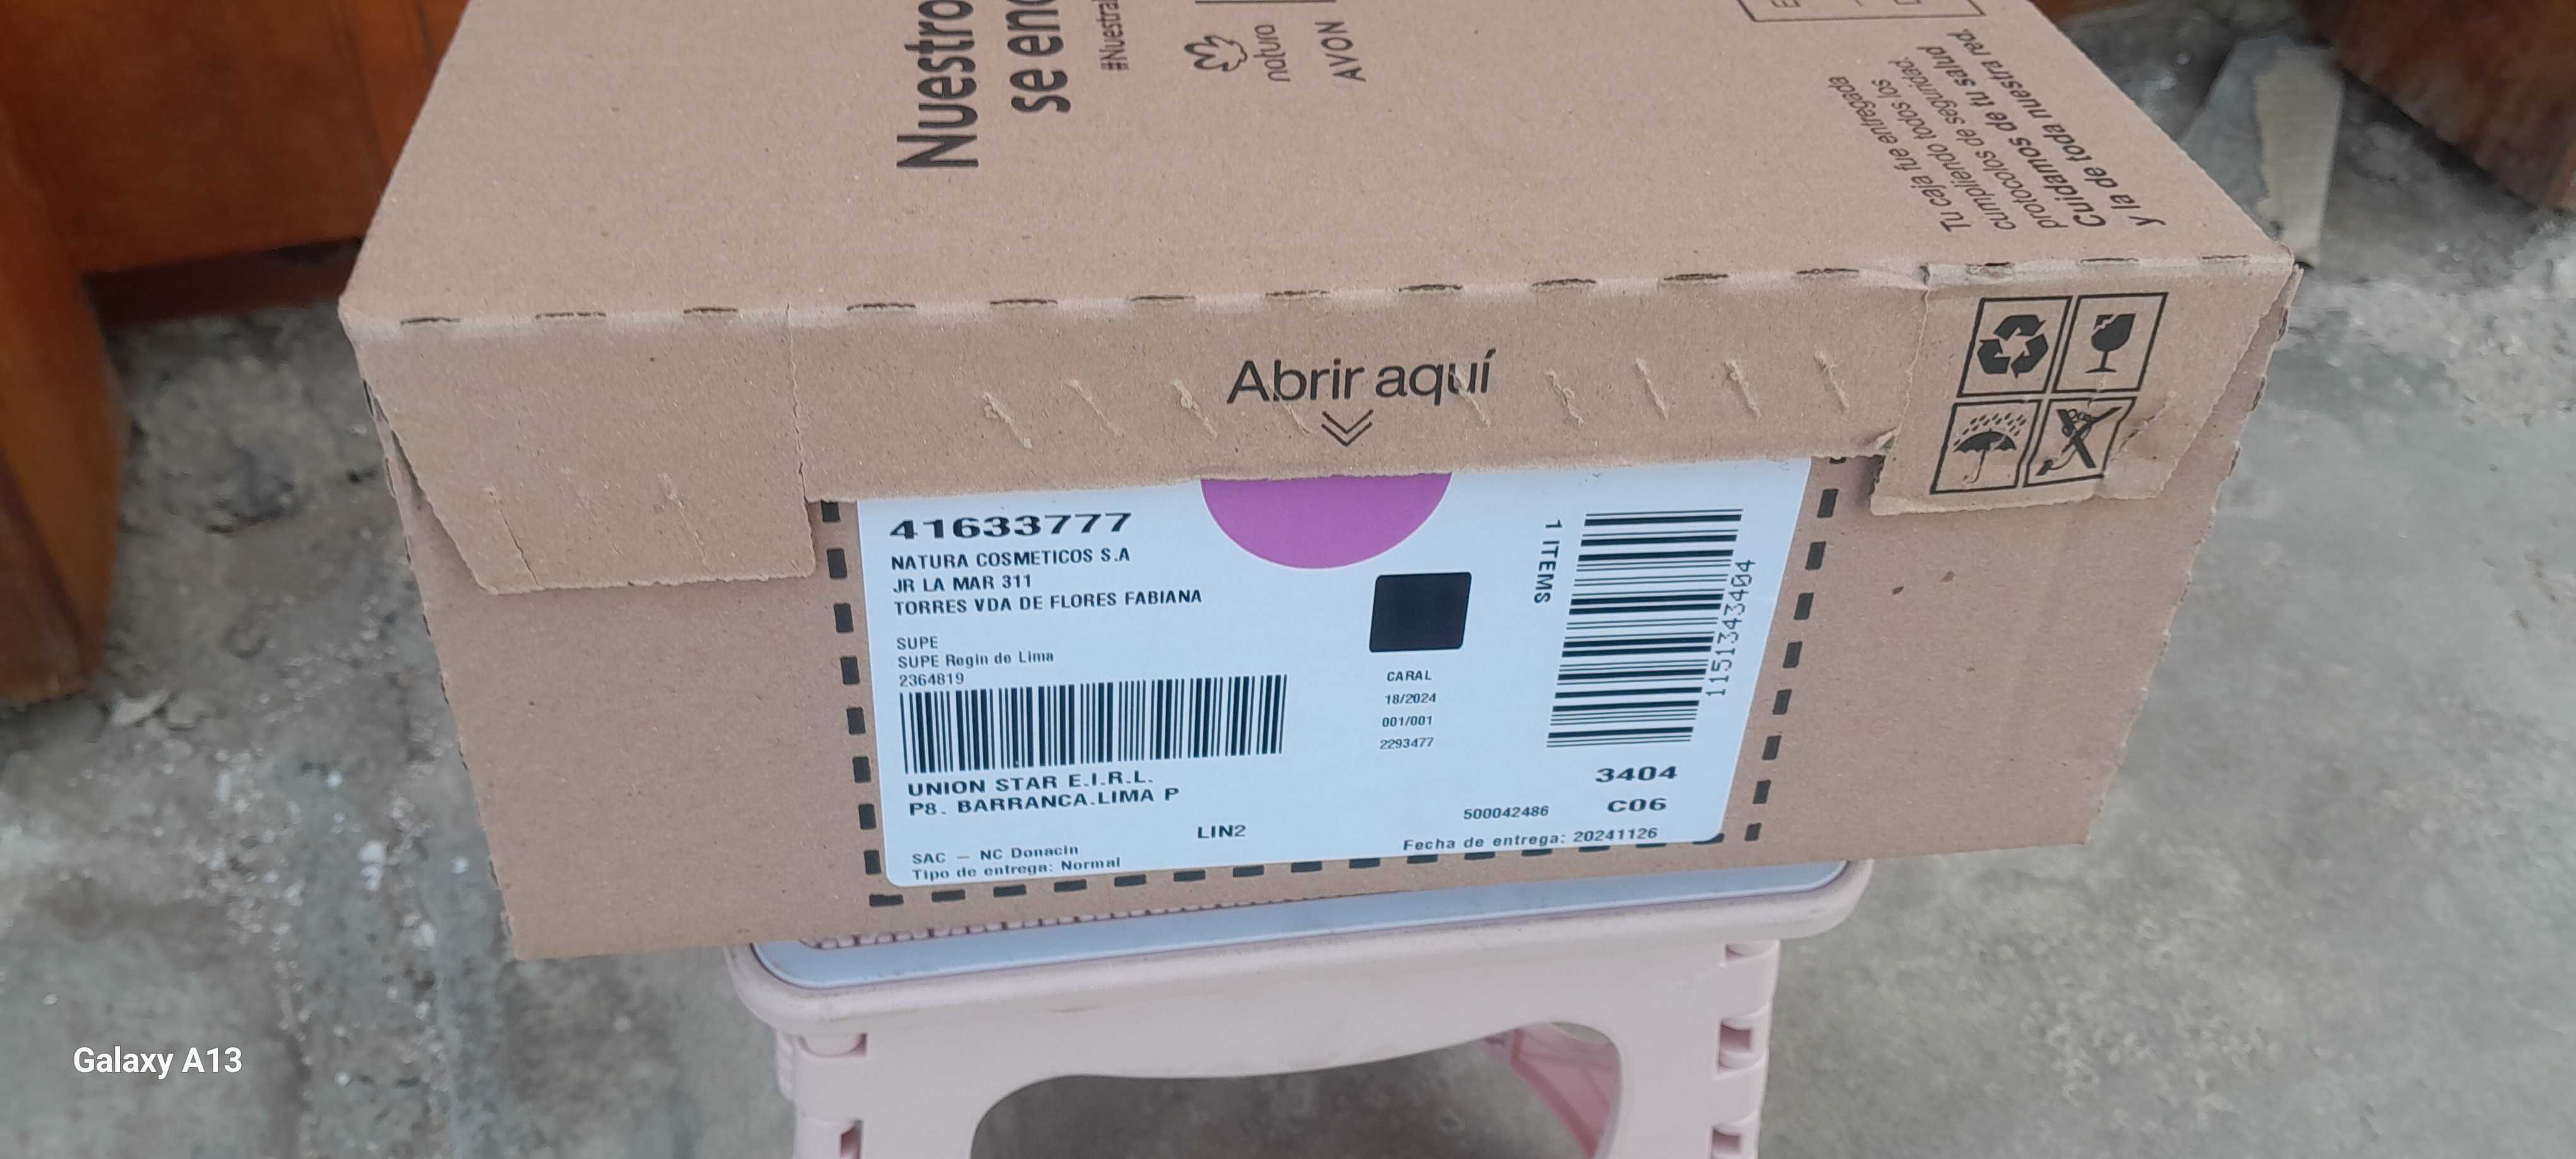 Nuestro
se enc
#Nuestra
natura
AVON
Tu caja fue entregada
cumpliendo todos los
protocolos de seguridad.
Cuidamos de tu salud
y la de toda nuestra red.
Abrir aquí
41633777
NATURA COSMETICOS S.A
JR LA MAR 311
TORRES VDA DE FLORES FABIANA
SUPE
SUPE Regin de Lima
2364819
UNION STAR E.I.R.L.
P8. BARRANCA.LIMA P
LIN2
SAC – NC Donacin
Tipo de entrega: Normal
CARAL
18/2024
001/001
2293477
1 ITEMS
11513433404
3404
500042486
C06
Fecha de entrega: 20241126
Galaxy A13